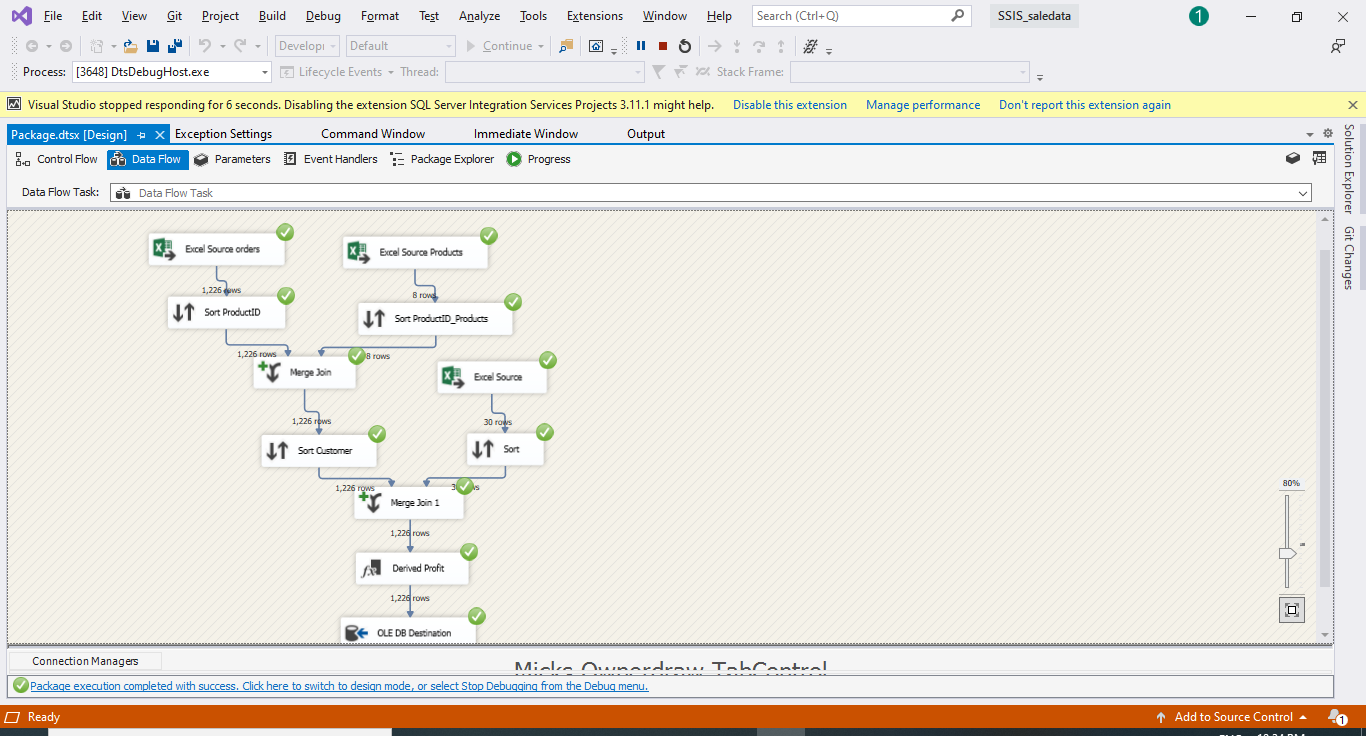 File Edit View Git Project Build Debug Format Test Analyze Tools Extensions Window Help Search (Ctrl+Q) SSIS_saledata 1
Develop Default Continue
Process: [3648] DtsDebugHost.exe Lifecycle Events Thread: Stack Frame:
Visual Studio stopped responding for 6 seconds. Disabling the extension SQL Server Integration Services Projects 3.11.1 might help. Disable this extension Manage performance Don't report this extension again
Package.dtsx [Design] Exception Settings Command Window Immediate Window Output
Control Flow Data Flow Parameters Event Handlers Package Explorer Progress
Data Flow Task: Data Flow Task
Solution Explorer
Git Changes
Excel Source orders Excel Source Products
1,226 rows 8 rows
Sort ProductID Sort ProductID_Products
1,226 rows 8 rows
Merge Join Excel Source
1,226 rows 30 rows
Sort Customer Sort
1,226 rows
Merge Join 1
1,226 rows
Derived Profit
1,226 rows
OLE DB Destination
80%
Connection Managers
Micks Ownerdraw TabControl
Package execution completed with success. Click here to switch to design mode, or select Stop Debugging from the Debug menu.
Ready Add to Source Control 1